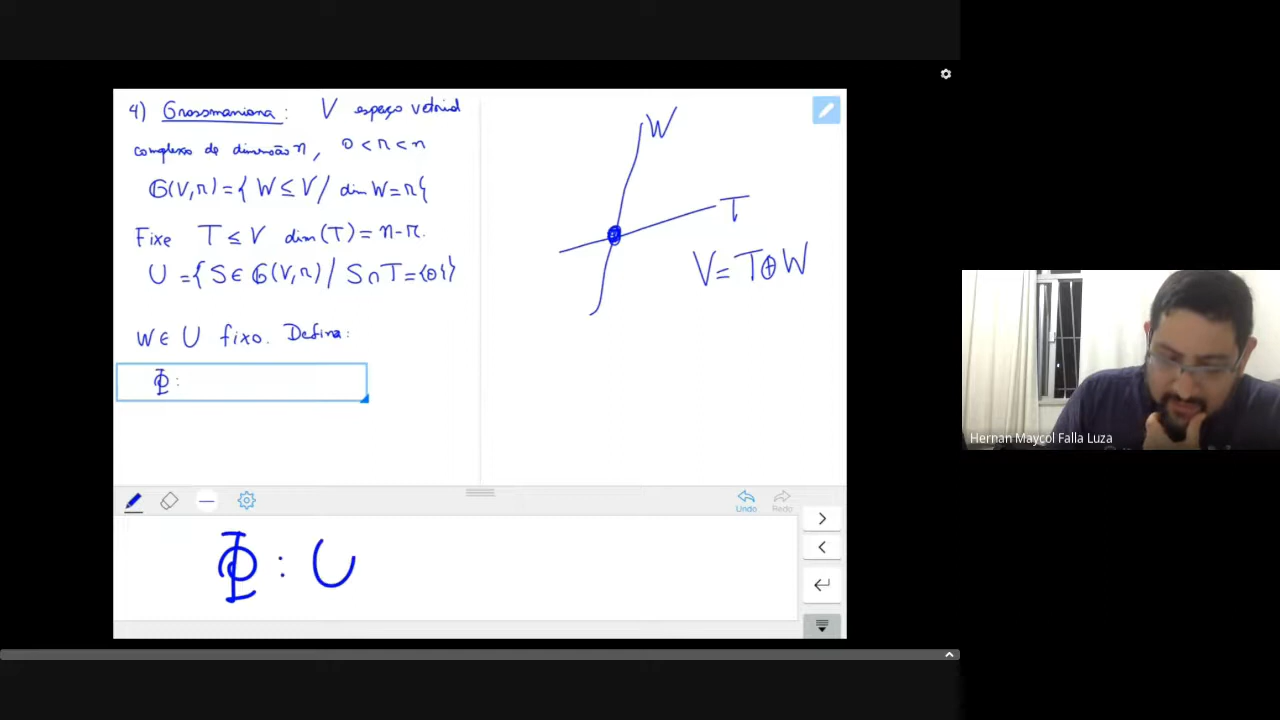 4) Grassmaniana: V espaço vetorial
complexo de dimensão n, 0 < r < n
G(V,r) = { W ≤ V / dim W = r }
Fixe T ≤ V dim(T) = n-r.
U = { S ∈ G(V,r) / S ∩ T = {0} }
W ∈ U fixo. Defina:
Φ :
W
T
V = T ⊕ W
Undo
Redo
Φ : U
Hernan Maycol Falla Luza